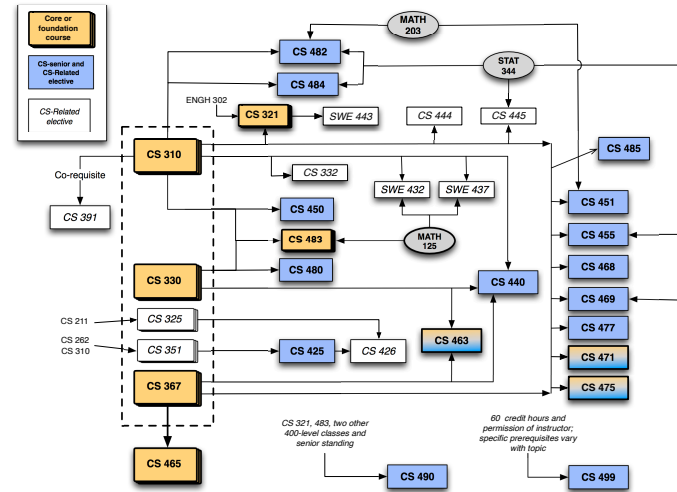 Core or
foundation
course
CS-senior and
CS-Related
elective
CS-Related
elective
MATH
203
CS 482
STAT
344
CS 484
ENGH 302
CS 321
SWE 443
CS 444
CS 445
CS 310
CS 485
Co-requisite
CS 332
SWE 432
SWE 437
CS 391
CS 450
CS 451
CS 483
MATH
125
CS 455
CS 330
CS 480
CS 440
CS 468
CS 469
CS 211
CS 325
CS 477
CS 262
CS 310
CS 351
CS 425
CS 426
CS 463
CS 471
CS 367
CS 475
CS 465
CS 321, 483, two other
400-level classes and
senior standing
CS 490
60 credit hours and
permission of instructor;
specific prerequisites vary
with topic
CS 499